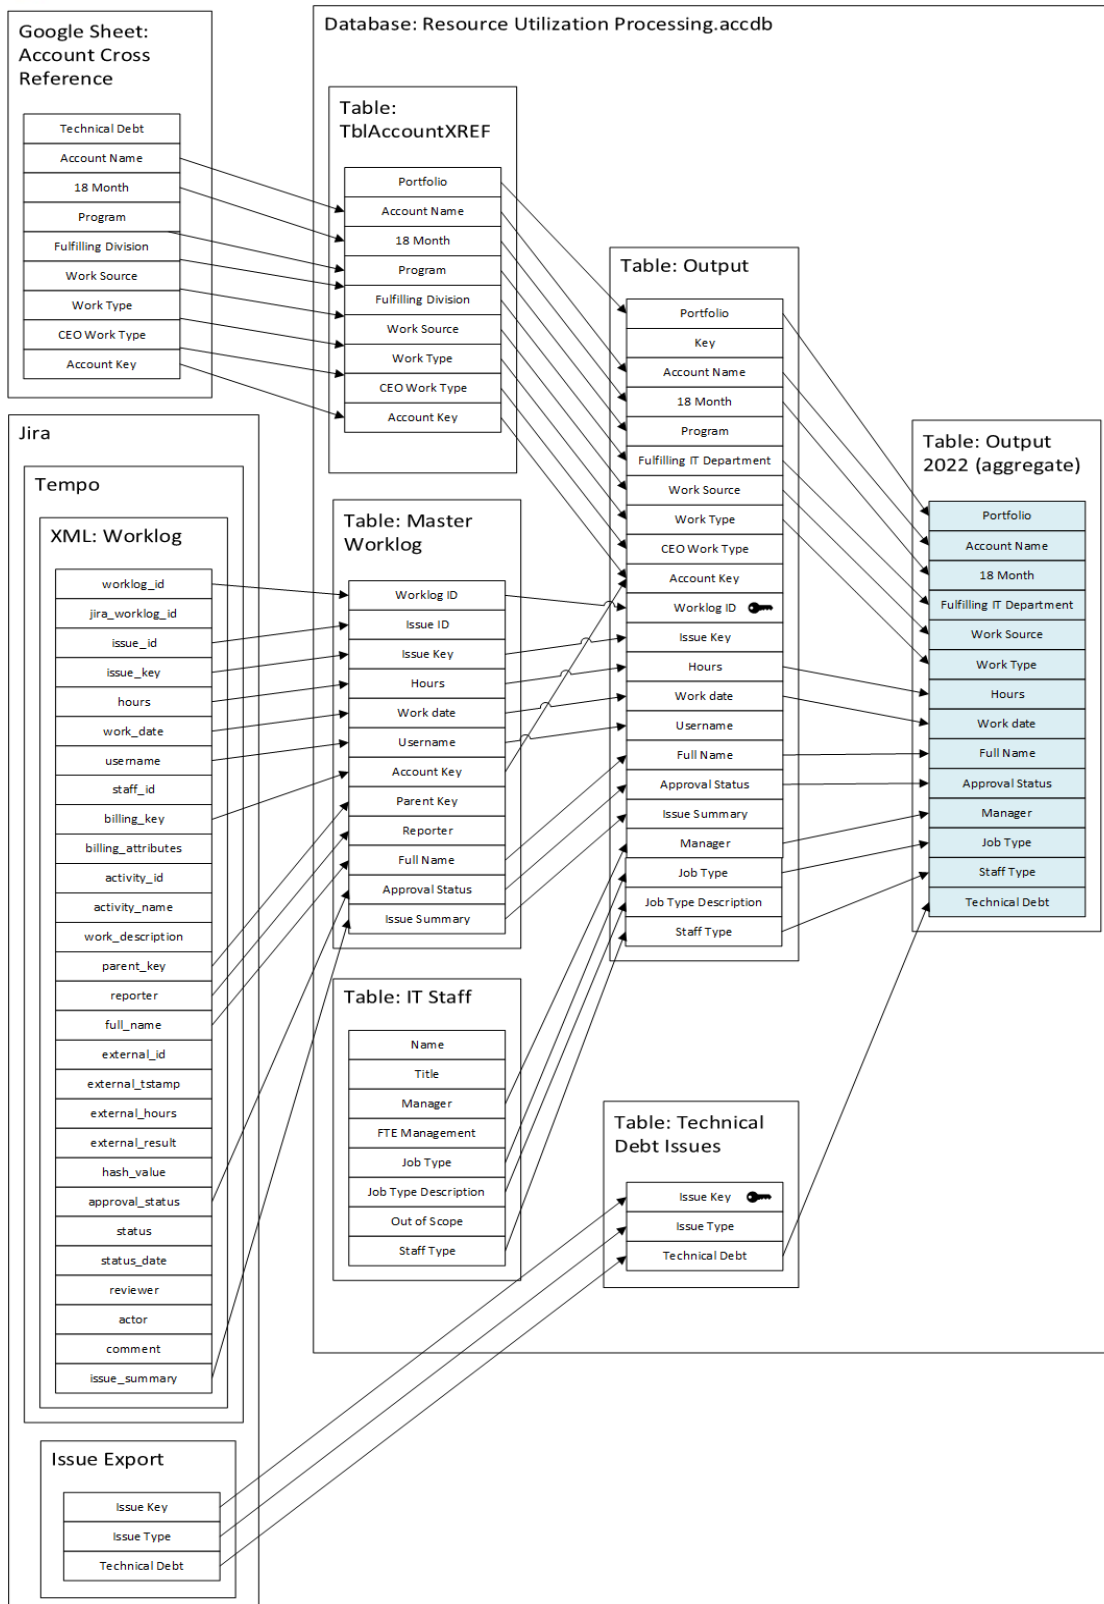 Google Sheet:
Account Cross
Reference
Technical Debt
Account Name
18 Month
Program
Fulfilling Division
Work Source
Work Type
CEO Work Type
Account Key
Jira
Tempo
XML: Worklog
worklog_id
jira_worklog_id
issue_id
issue_key
hours
work_date
username
staff_id
billing_key
billing_attributes
activity_id
activity_name
work_description
parent_key
reporter
full_name
external_id
external_tstamp
external_hours
external_result
hash_value
approval_status
status
status_date
reviewer
actor
comment
issue_summary
Issue Export
Issue Key
Issue Type
Technical Debt
Database: Resource Utilization Processing.accdb
Table:
TblAccountXREF
Portfolio
Account Name
18 Month
Program
Fulfilling Division
Work Source
Work Type
CEO Work Type
Account Key
Table: Master
Worklog
Worklog ID
Issue ID
Issue Key
Hours
Work date
Username
Account Key
Parent Key
Reporter
Full Name
Approval Status
Issue Summary
Table: IT Staff
Name
Title
Manager
FTE Management
Job Type
Job Type Description
Out of Scope
Staff Type
Table: Output
Portfolio
Key
Account Name
18 Month
Program
Fulfilling IT Department
Work Source
Work Type
CEO Work Type
Account Key
Worklog ID
Issue Key
Hours
Work date
Username
Full Name
Approval Status
Issue Summary
Manager
Job Type
Job Type Description
Staff Type
Table: Technical
Debt Issues
Issue Key
Issue Type
Technical Debt
Table: Output
2022 (aggregate)
Portfolio
Account Name
18 Month
Fulfilling IT Department
Work Source
Work Type
Hours
Work date
Full Name
Approval Status
Manager
Job Type
Staff Type
Technical Debt